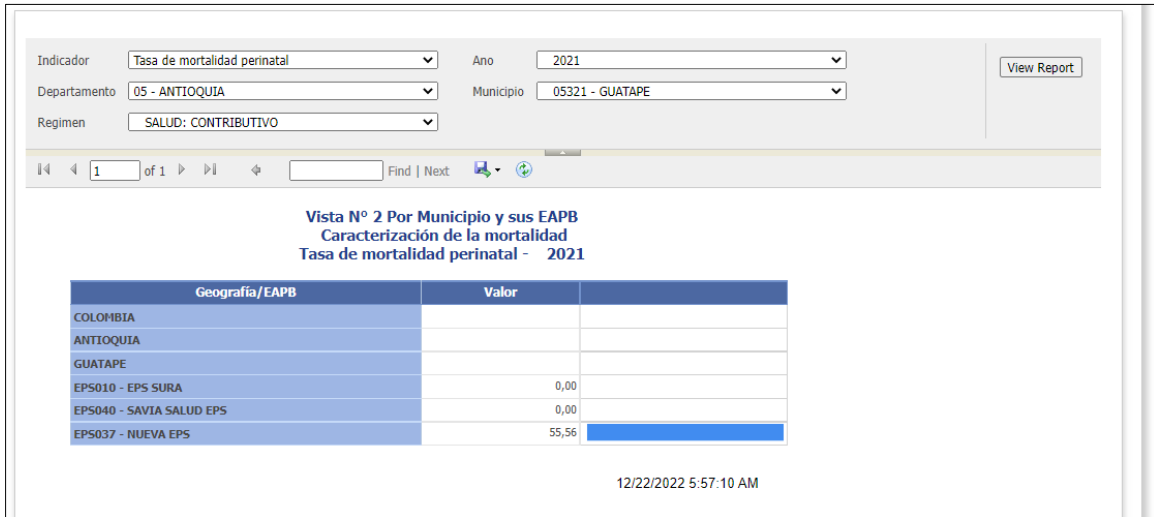 Indicador Tasa de mortalidad perinatal Ano 2021 View Report
Departamento 05 - ANTIOQUIA Municipio 05321 - GUATAPE
Regimen SALUD: CONTRIBUTIVO
1 of 1 Find | Next
Vista Nº 2 Por Municipio y sus EAPB
Caracterización de la mortalidad
Tasa de mortalidad perinatal - 2021
Geografía/EAPB Valor
COLOMBIA
ANTIOQUIA
GUATAPE
EPS010 - EPS SURA 0,00
EPS040 - SAVIA SALUD EPS 0,00
EPS037 - NUEVA EPS 55,56
12/22/2022 5:57:10 AM